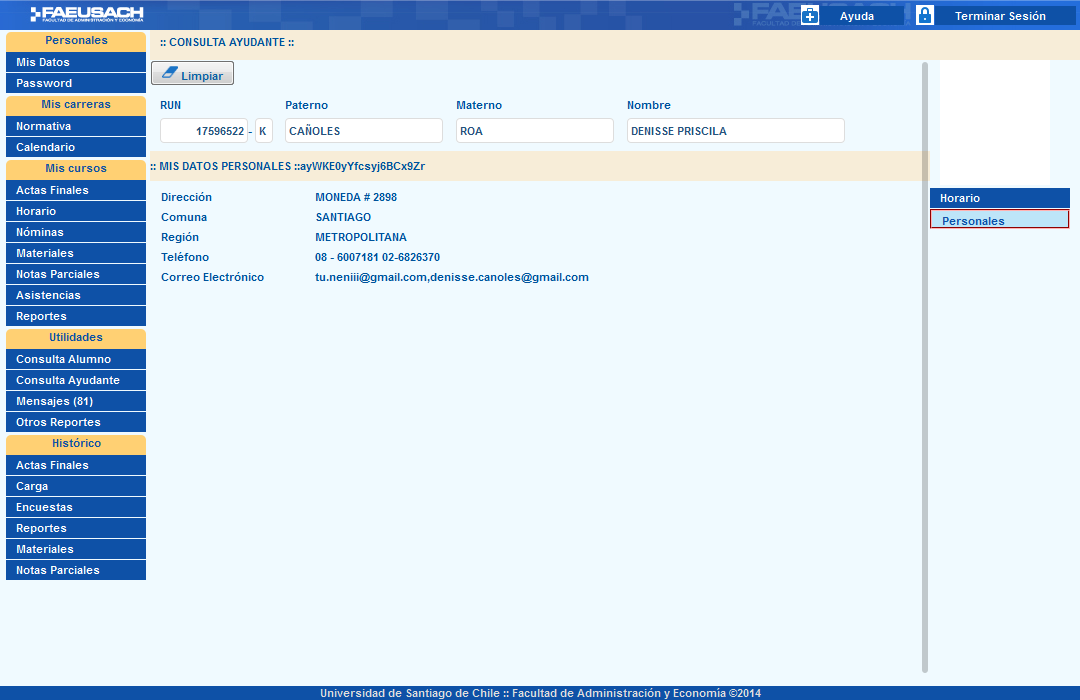 FAEUSACH
FACULTAD DE ADMINISTRACIÓN Y ECONOMÍA
Ayuda
Terminar Sesión
Personales
Mis Datos
Password
Mis carreras
Normativa
Calendario
Mis cursos
Actas Finales
Horario
Nóminas
Materiales
Notas Parciales
Asistencias
Reportes
Utilidades
Consulta Alumno
Consulta Ayudante
Mensajes (81)
Otros Reportes
Histórico
Actas Finales
Carga
Encuestas
Reportes
Materiales
Notas Parciales
:: CONSULTA AYUDANTE ::
Limpiar
RUN Paterno Materno Nombre
17596522 - K CAÑOLES ROA DENISSE PRISCILA
:: MIS DATOS PERSONALES ::ayWKE0yYfcsyj6BCx9Zr
Dirección MONEDA # 2898
Comuna SANTIAGO
Región METROPOLITANA
Teléfono 08 - 6007181 02-6826370
Correo Electrónico tu.neniii@gmail.com,denisse.canoles@gmail.com
Horario
Personales
Universidad de Santiago de Chile :: Facultad de Administración y Economía ©2014